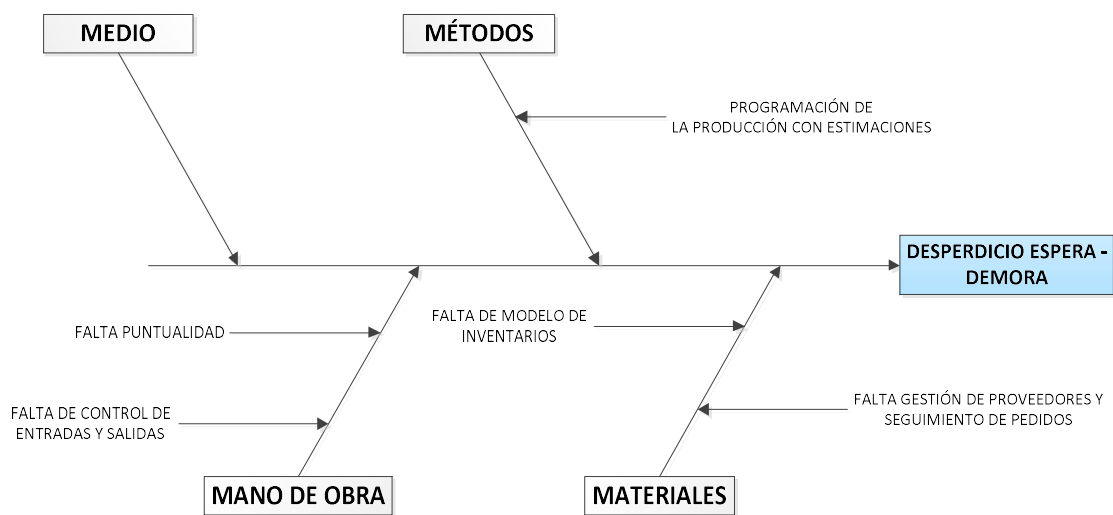 MEDIO
MÉTODOS
PROGRAMACIÓN DE
LA PRODUCCIÓN CON ESTIMACIONES
DESPERDICIO ESPERA -
DEMORA
FALTA PUNTUALIDAD
FALTA DE MODELO DE
INVENTARIOS
FALTA DE CONTROL DE
ENTRADAS Y SALIDAS
FALTA GESTIÓN DE PROVEEDORES Y
SEGUIMIENTO DE PEDIDOS
MANO DE OBRA
MATERIALES